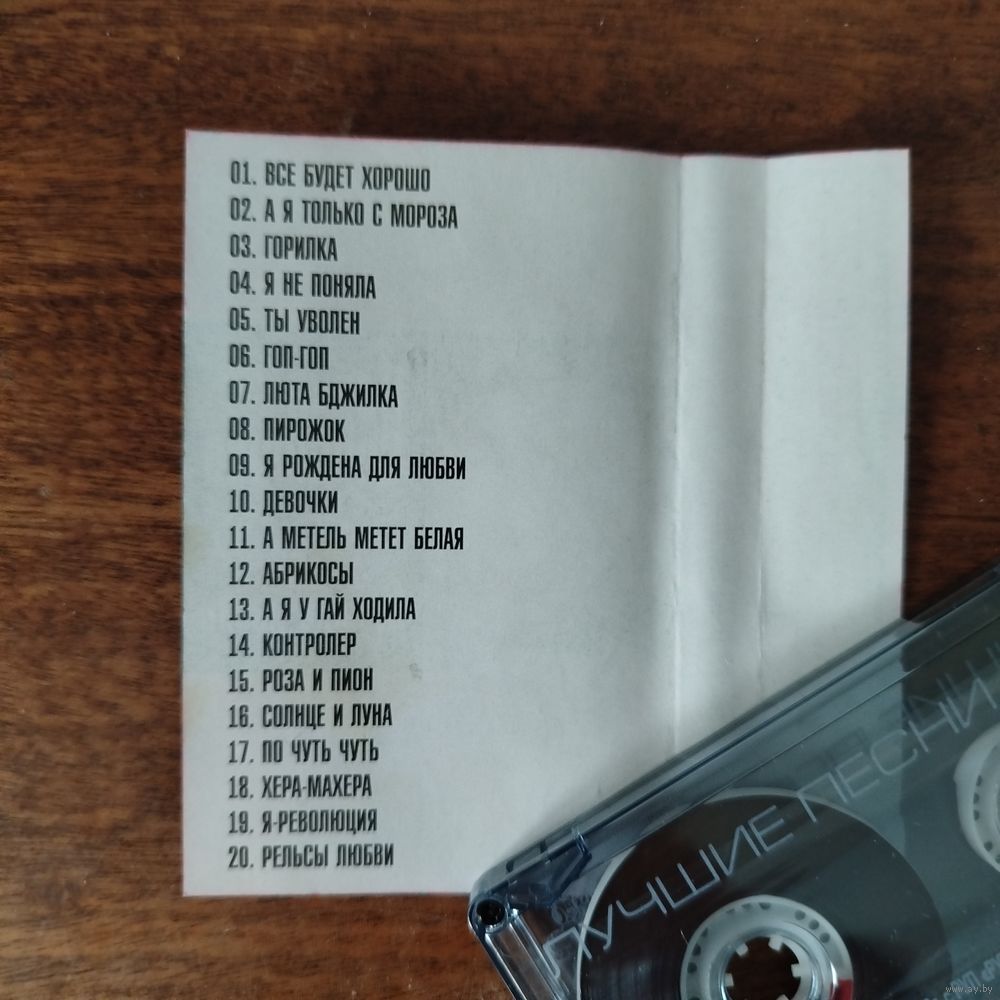 01. ВСЕ БУДЕТ ХОРОШО
02. А Я ТОЛЬКО С МОРОЗА
03. ГОРИЛКА
04. Я НЕ ПОНЯЛА
05. ТЫ УВОЛЕН
06. ГОП-ГОП
07. ЛЮТА БДЖИЛКА
08. ПИРОЖОК
09. Я РОЖДЕНА ДЛЯ ЛЮБВИ
10. ДЕВОЧКИ
11. А МЕТЕЛЬ МЕТЕТ БЕЛАЯ
12. АБРИКОСЫ
13. А Я У ГАЙ ХОДИЛА
14. КОНТРОЛЕР
15. РОЗА И ПИОН
16. СОЛНЦЕ И ЛУНА
17. ПО ЧУТЬ ЧУТЬ
18. ХЕРА-МАХЕРА
19. Я-РЕВОЛЮЦИЯ
20. РЕЛЬСЫ ЛЮБВИ
ЛУЧШИЕ ПЕСНИ
www.ay.by